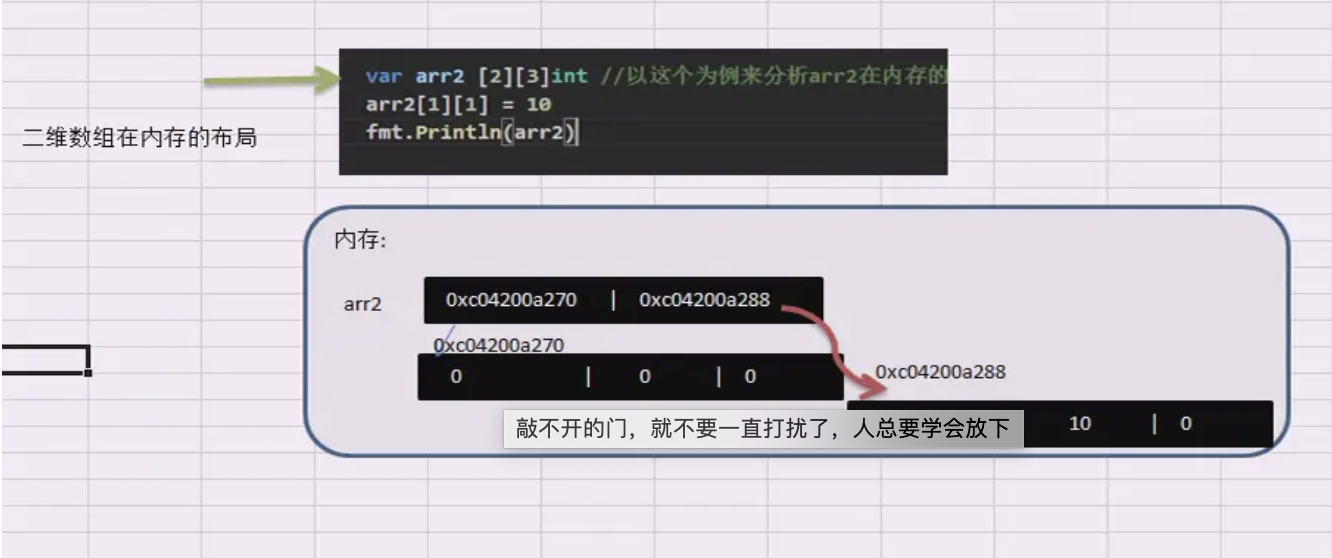 var arr2 [2][3]int //以这个为例来分析arr2在内存的
arr2[1][1] = 10
fmt.Println(arr2)
二维数组在内存的布局
内存:
arr2
0xc04200a270 | 0xc04200a288
0xc04200a270
0 | 0 | 0
0xc04200a288
10 | 0
敲不开的门，就不要一直打扰了，人总要学会放下